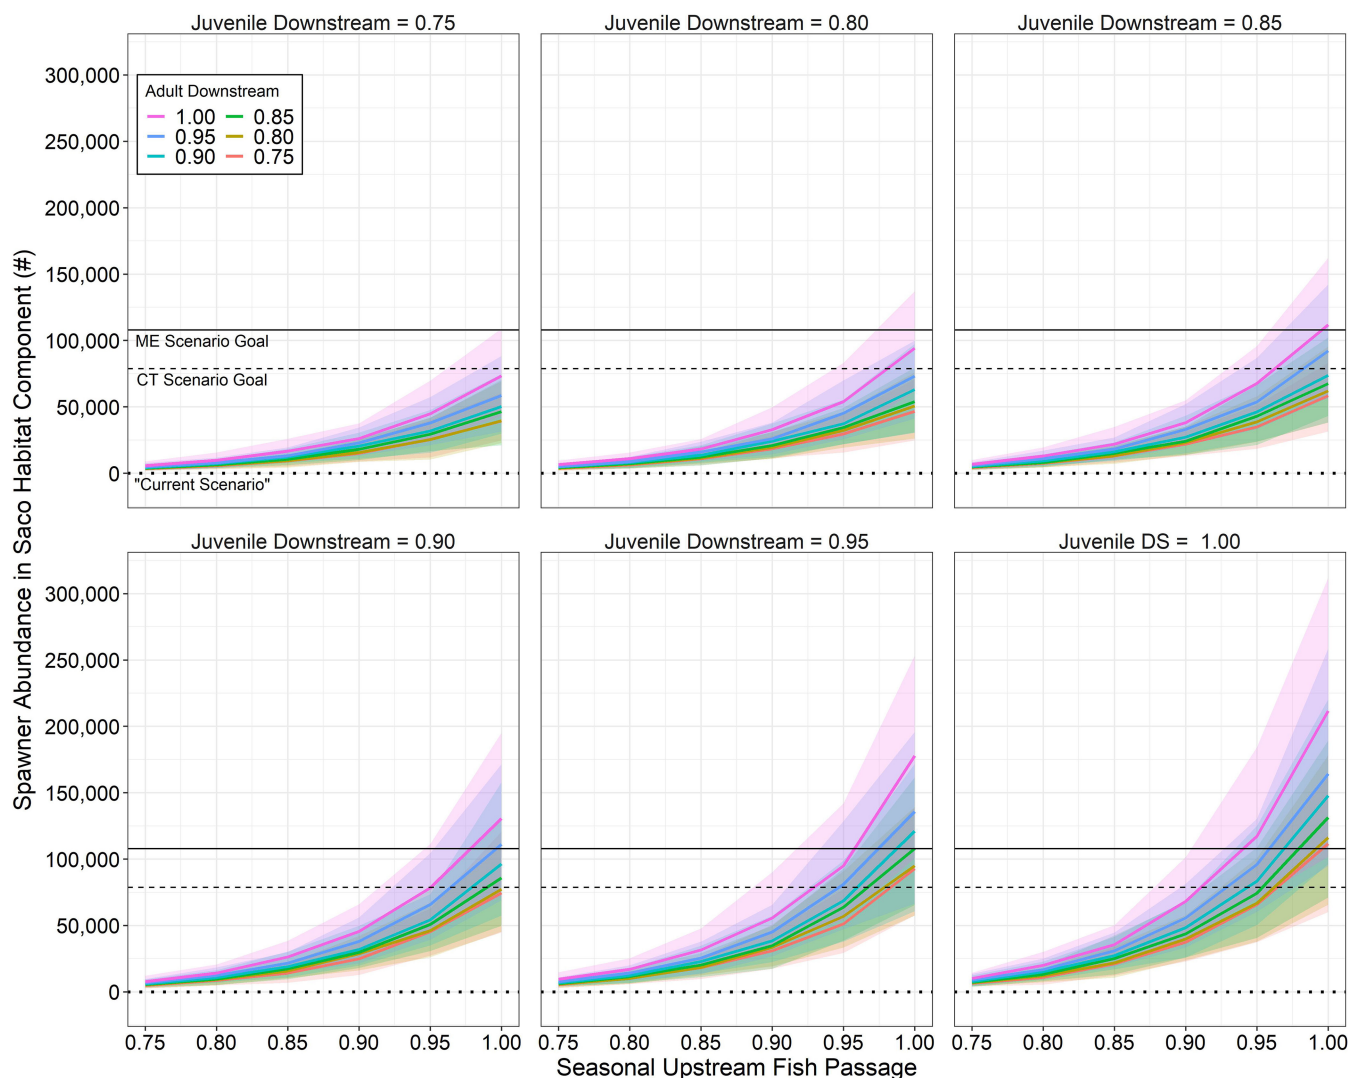 Juvenile Downstream = 0.75
Juvenile Downstream = 0.80
Juvenile Downstream = 0.85
300,000
250,000
200,000
150,000
100,000
50,000
0
Adult Downstream
1.00 0.85
0.95 0.80
0.90 0.75
ME Scenario Goal
CT Scenario Goal
"Current Scenario"
Spawner Abundance in Saco Habitat Component (#)
Juvenile Downstream = 0.90
Juvenile Downstream = 0.95
Juvenile DS = 1.00
300,000
250,000
200,000
150,000
100,000
50,000
0
0.75 0.80 0.85 0.90 0.95 1.00
0.75 0.80 0.85 0.90 0.95 1.00
0.75 0.80 0.85 0.90 0.95 1.00
Seasonal Upstream Fish Passage